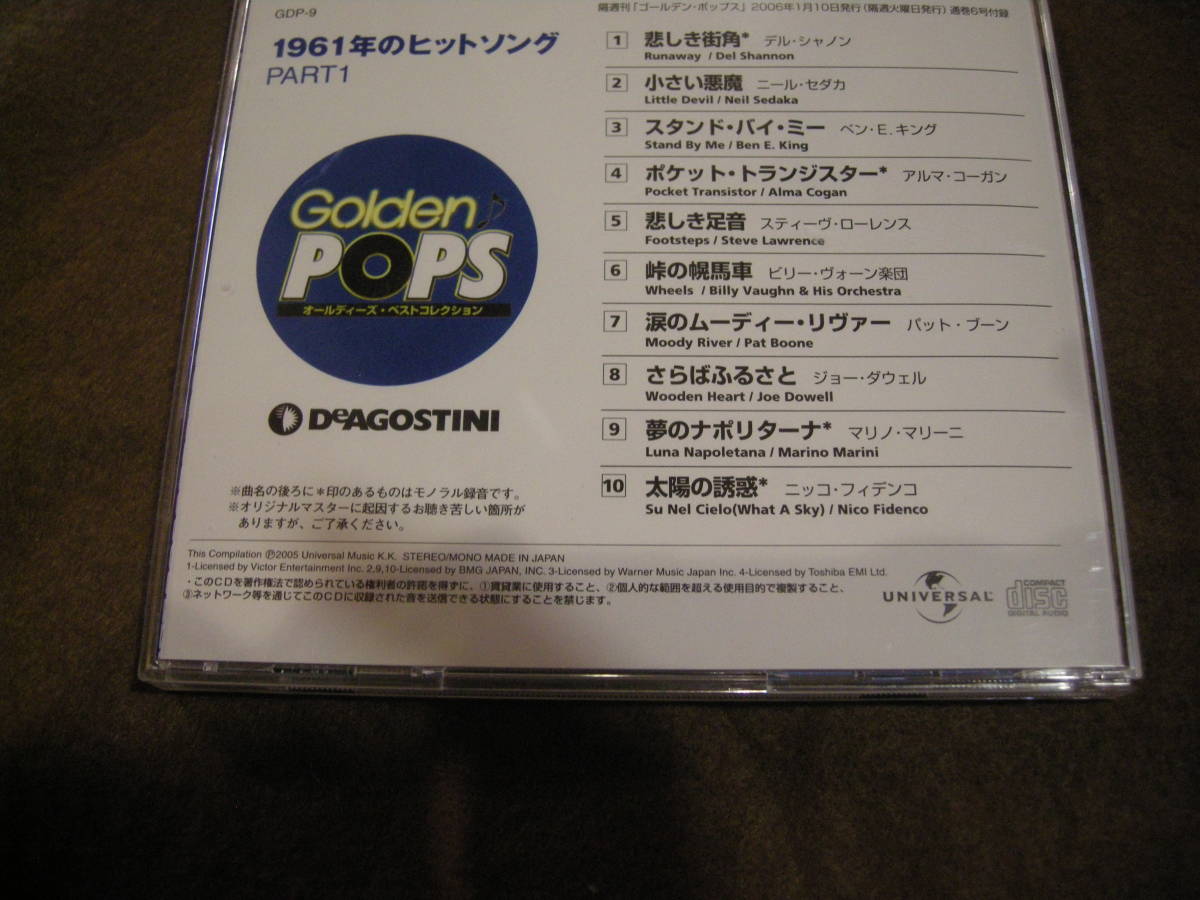 GDP-9
隔週刊「ゴールデン・ポップス」2006年1月10日発行(隔週火曜日発行)通巻6号付録
1961年のヒットソング
PART1
Golden
POPS
オールディーズ・ベストコレクション
DeAGOSTINI
※曲名の後ろに＊印のあるものはモノラル録音です。
※オリジナルマスターに起因するお聴き苦しい箇所が
ありますが、ご了承ください。
1 悲しき街角* デル・シャノン
Runaway / Del Shannon
2 小さい悪魔 ニール・セダカ
Little Devil / Neil Sedaka
3 スタンド・バイ・ミー ベン・E.キング
Stand By Me / Ben E. King
4 ポケット・トランジスター* アルマ・コーガン
Pocket Transistor / Alma Cogan
5 悲しき足音 スティーヴ・ローレンス
Footsteps / Steve Lawrence
6 峠の幌馬車 ビリー・ヴォーン楽団
Wheels / Billy Vaughn & His Orchestra
7 涙のムーディー・リヴァー パット・ブーン
Moody River / Pat Boone
8 さらばふるさと ジョー・ダウェル
Wooden Heart / Joe Dowell
9 夢のナポリターナ* マリノ・マリーニ
Luna Napoletana / Marino Marini
10 太陽の誘惑* ニッコ・フィデンコ
Su Nel Cielo(What A Sky) / Nico Fidenco
This Compilation ℗2005 Universal Music K.K. STEREO/MONO MADE IN JAPAN
1-Licensed by Victor Entertainment Inc. 2,9,10-Licensed by BMG JAPAN, INC. 3-Licensed by Warner Music Japan Inc. 4-Licensed by Toshiba EMI Ltd.
・このCDを著作権法で認められている権利者の許諾を得ずに、①賃貸業に使用すること、②個人的な範囲を超える使用目的で複製すること、
③ネットワーク等を通じてこのCDに収録された音を送信できる状態にすることを禁じます。
UNIVERSAL
COMPACT
disc
DIGITAL AUDIO